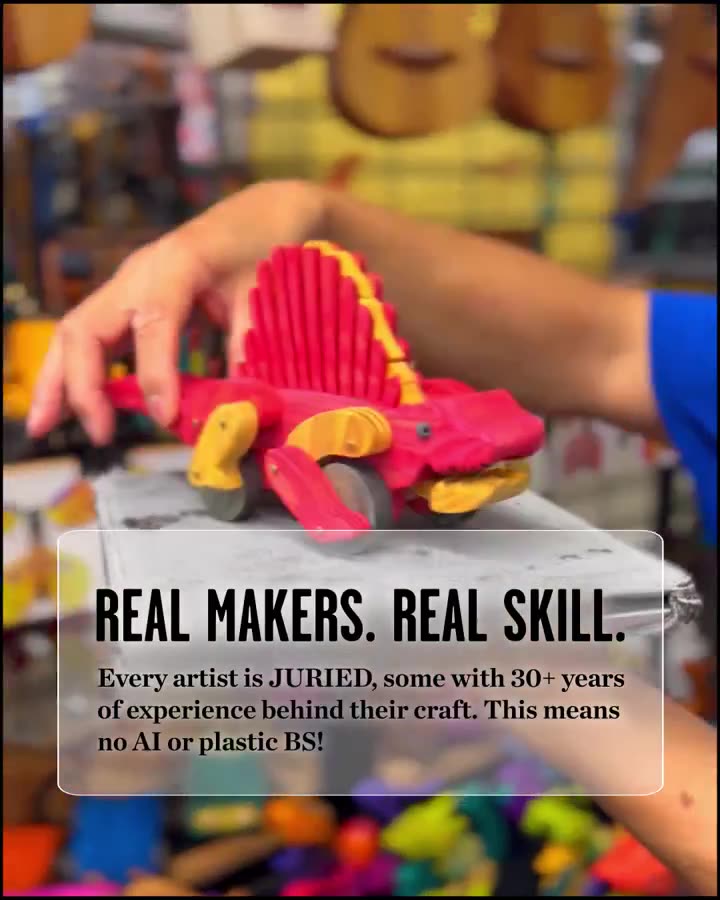 REAL MAKERS. REAL SKILL.
Every artist is JURIED, some with 30+ years
of experience behind their craft. This means
no AI or plastic BS!